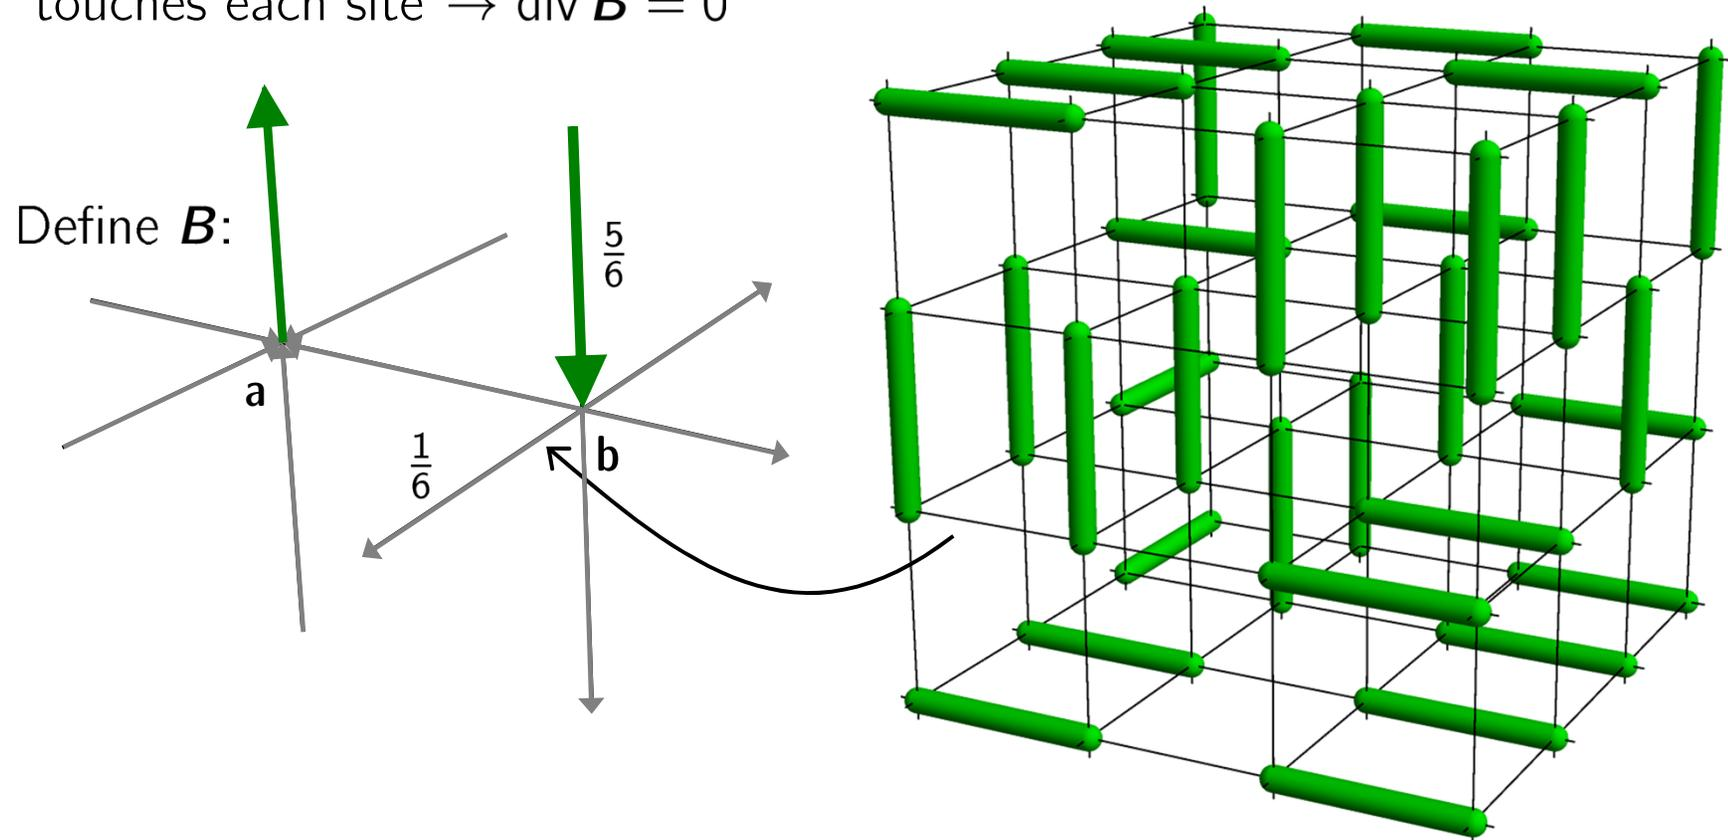 touches each site → div B = 0
Define B:
5/6
a
b
1/6